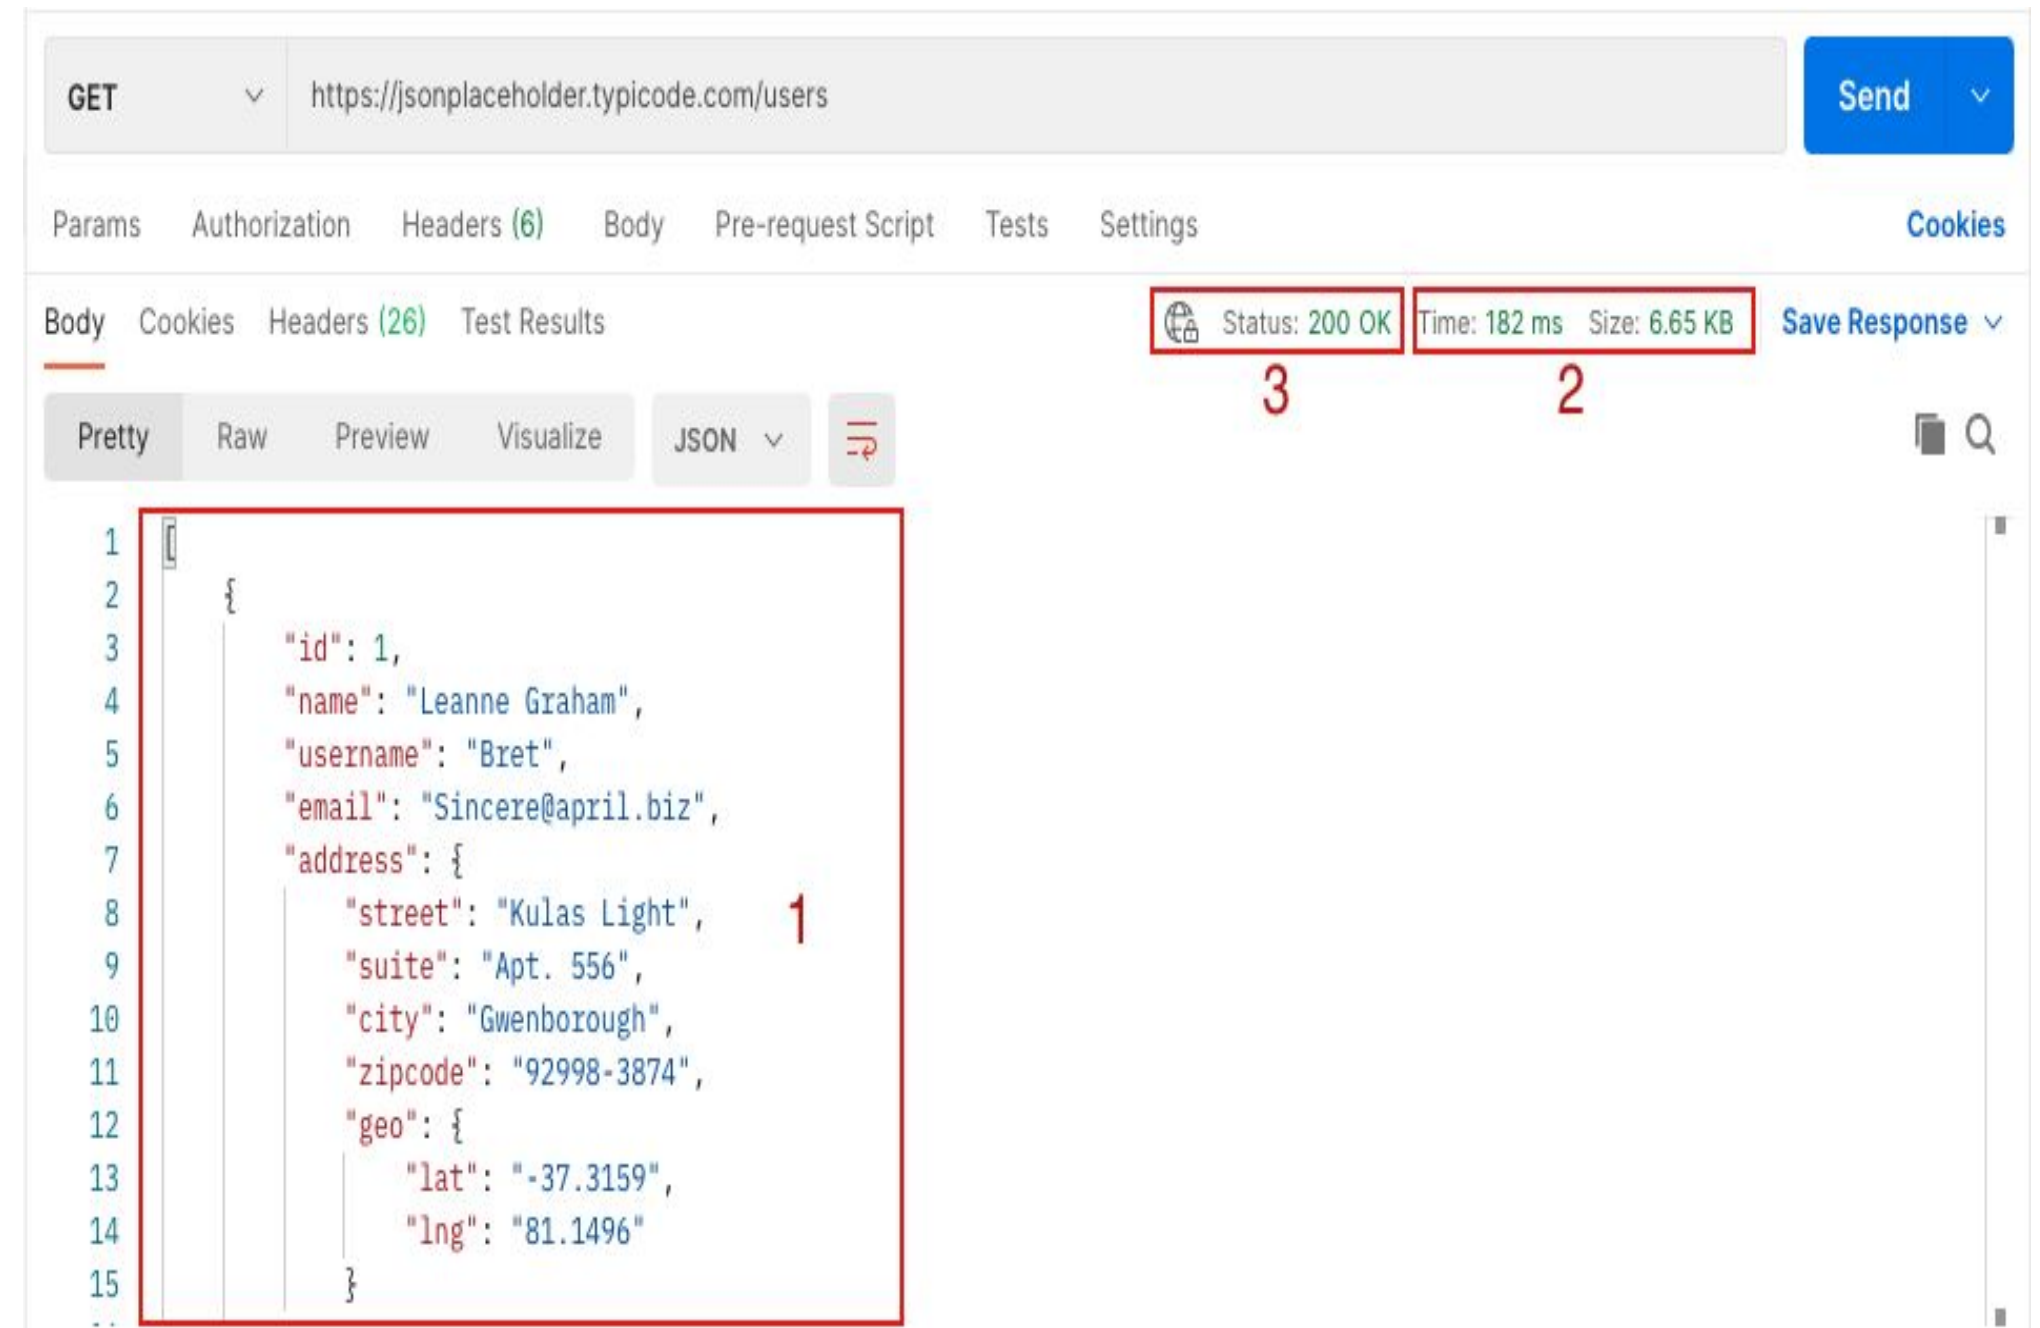 GET https://jsonplaceholder.typicode.com/users Send
Params Authorization Headers (6) Body Pre-request Script Tests Settings Cookies
Body Cookies Headers (26) Test Results Status: 200 OK Time: 182 ms Size: 6.65 KB Save Response
3 2
Pretty Raw Preview Visualize JSON
1 [
2 {
3 "id": 1,
4 "name": "Leanne Graham",
5 "username": "Bret",
6 "email": "Sincere@april.biz",
7 "address": {
8 "street": "Kulas Light", 1
9 "suite": "Apt. 556",
10 "city": "Gwenborough",
11 "zipcode": "92998-3874",
12 "geo": {
13 "lat": "-37.3159",
14 "lng": "81.1496"
15 }